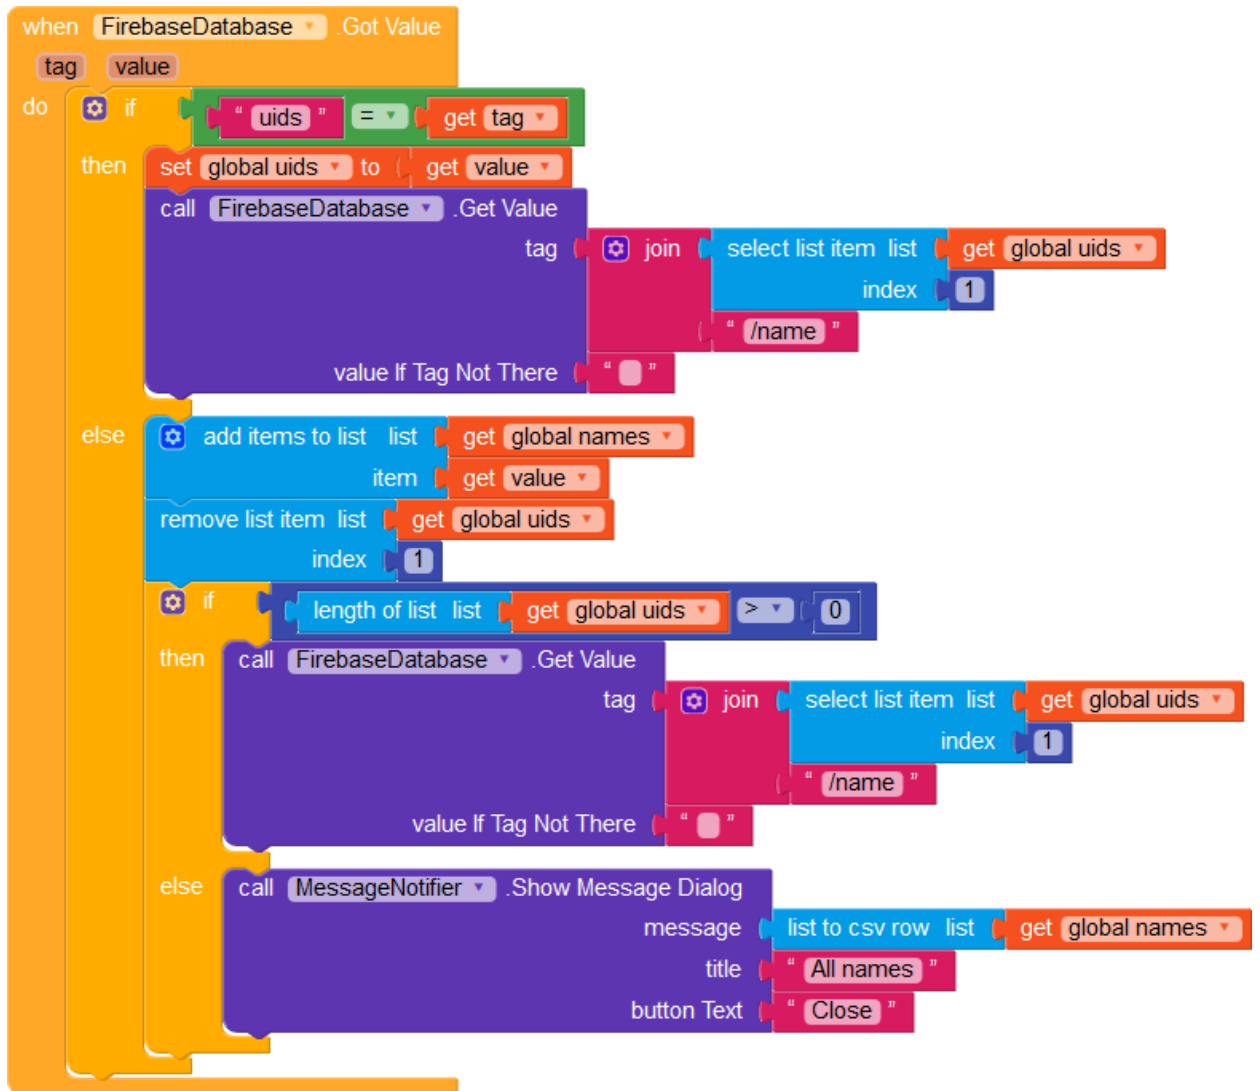 when FirebaseDatabase .Got Value
tag value
do if " uids " = get tag
then set global uids to get value
call FirebaseDatabase .Get Value
tag join select list item list get global uids
index 1
" /name "
value If Tag Not There " "
else add items to list list get global names
item get value
remove list item list get global uids
index 1
if length of list list get global uids > 0
then call FirebaseDatabase .Get Value
tag join select list item list get global uids
index 1
" /name "
value If Tag Not There " "
else call MessageNotifier .Show Message Dialog
message list to csv row list get global names
title " All names "
button Text " Close "